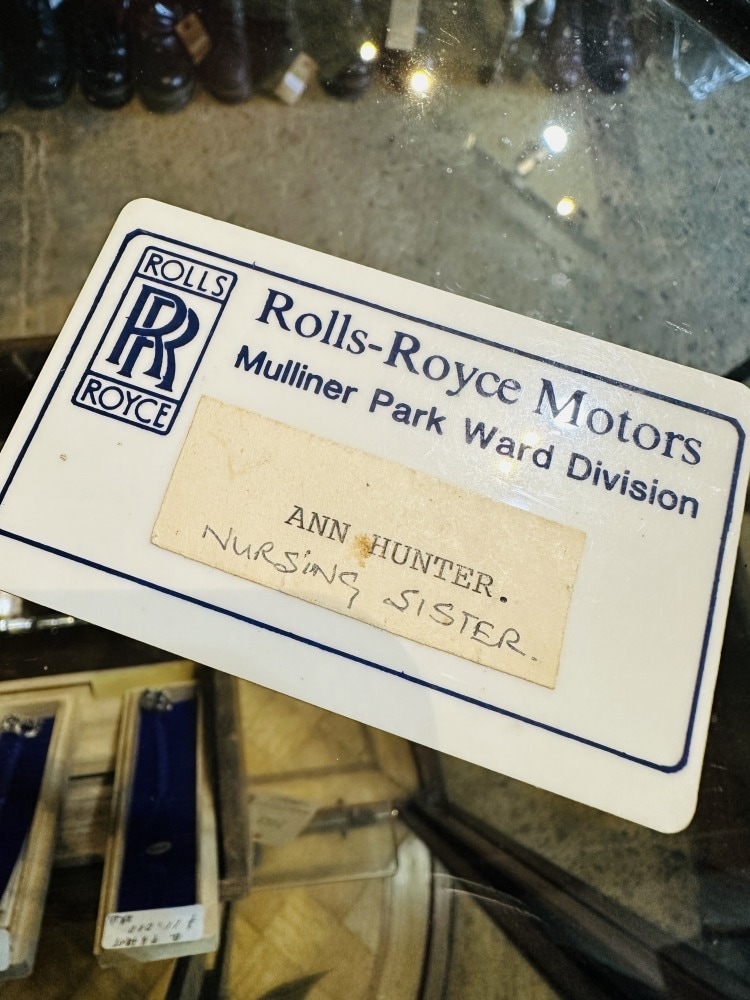 ROLLS
RR
ROYCE
Rolls-Royce Motors
Mulliner Park Ward Division
ANN HUNTER.
NURSING SISTER.